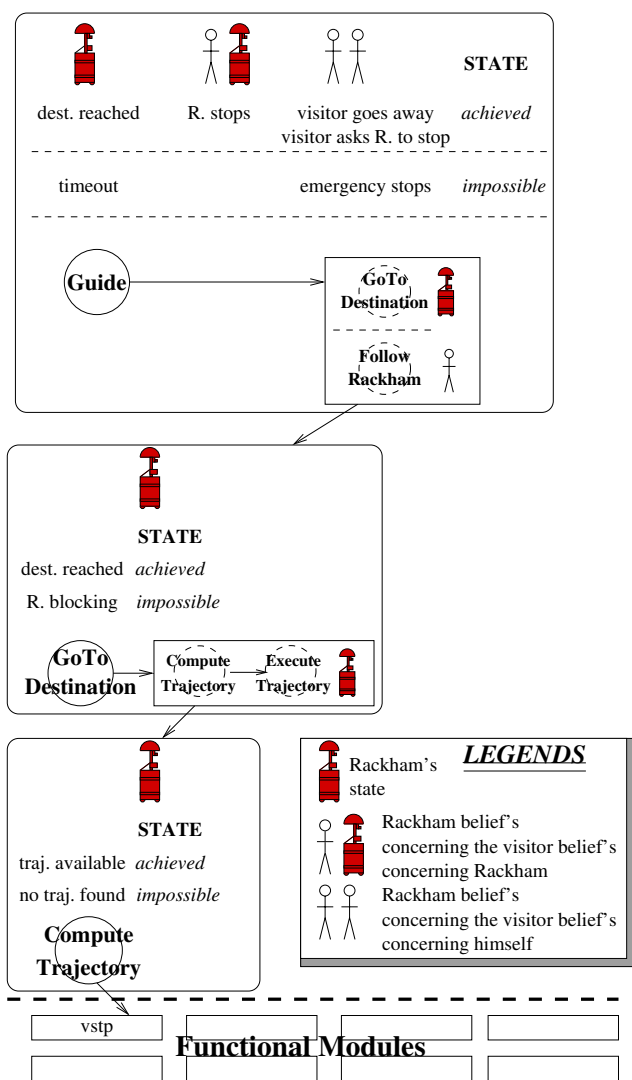 STATE
dest. reached R. stops visitor goes away achieved
visitor asks R. to stop
timeout emergency stops impossible
Guide
GoTo
Destination
Follow
Rackham
STATE
dest. reached achieved
R. blocking impossible
GoTo
Destination
Compute
Trajectory
Execute
Trajectory
STATE
traj. available achieved
no traj. found impossible
Compute
Trajectory
LEGENDS
Rackham's
state
Rackham belief's
concerning the visitor belief's
concerning Rackham
Rackham belief's
concerning the visitor belief's
concerning himself
vstp
Functional Modules